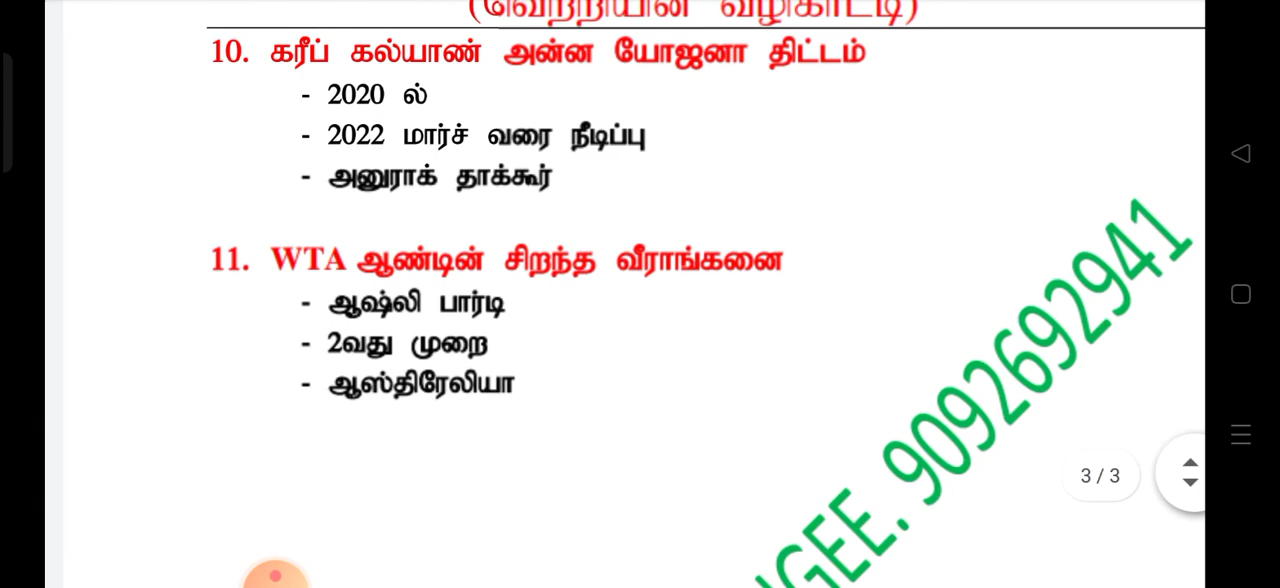 (வெற்றியின் வழிகாட்டி)
10. கரீப் கல்யாண் அன்ன யோஜனா திட்டம்
- 2020 ல்
- 2022 மார்ச் வரை நீடிப்பு
- அனுராக் தாக்கூர்
11. WTA ஆண்டின் சிறந்த வீராங்கனை
- ஆஷ்லி பார்டி
- 2வது முறை
- ஆஸ்திரேலியா
GEE. 9092692941
3 / 3